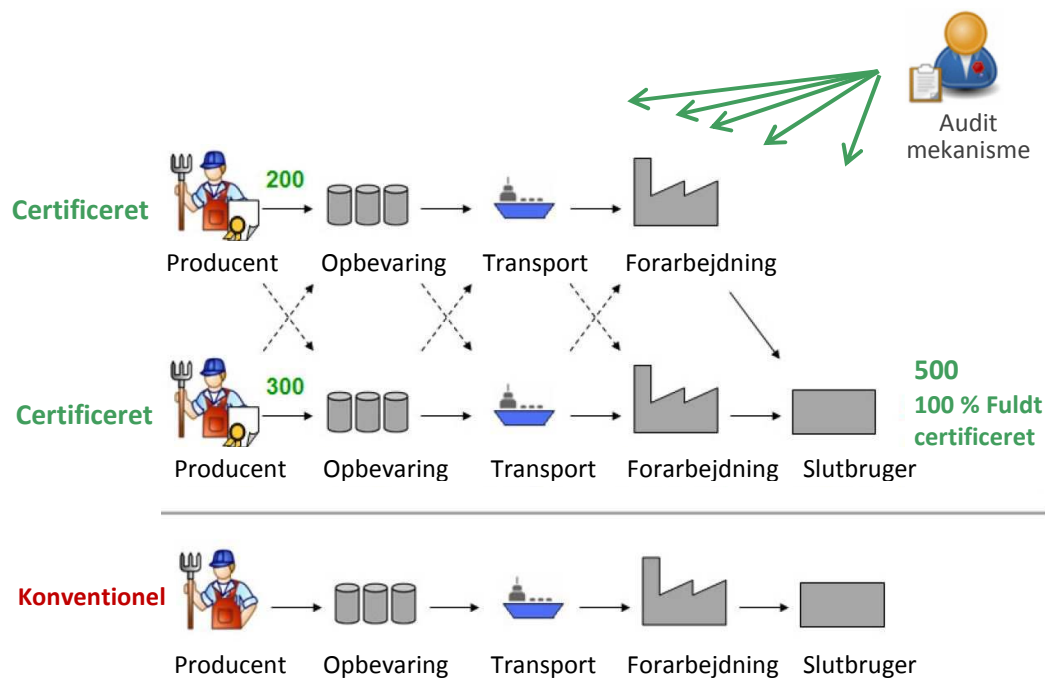 Audit
mekanisme
200
Certificeret
Producent Opbevaring Transport Forarbejdning
300
Certificeret
500
100 % Fuldt
certificeret
Producent Opbevaring Transport Forarbejdning Slutbruger
Konventionel
Producent Opbevaring Transport Forarbejdning Slutbruger